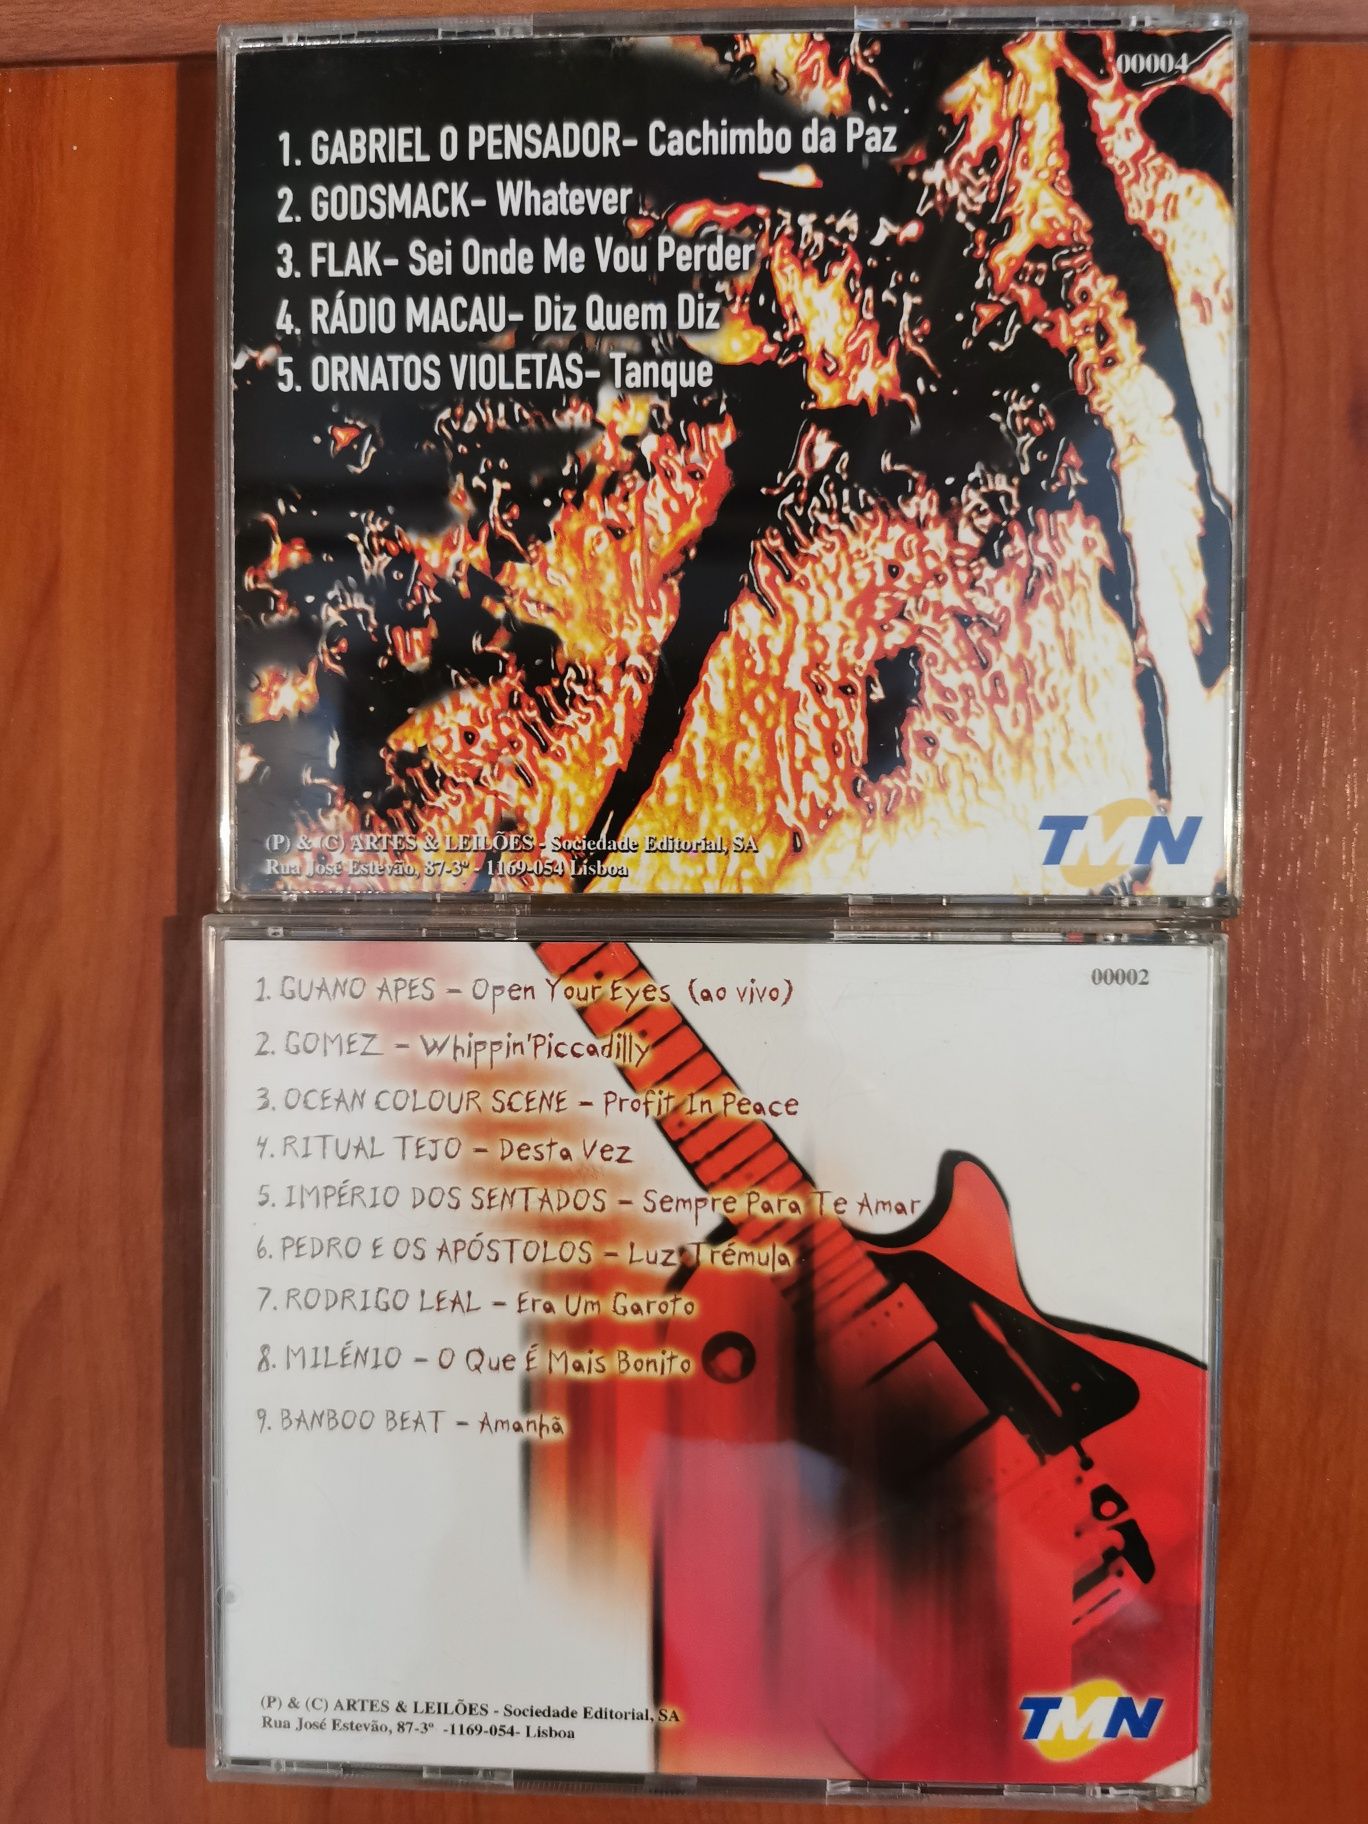 00004
1. GABRIEL O PENSADOR- Cachimbo da Paz
2. GODSMACK- Whatever
3. FLAK- Sei Onde Me Vou Perder
4. RÁDIO MACAU- Diz Quem Diz
5. ORNATOS VIOLETAS- Tanque
(P) & (C) ARTES & LEILÕES - Sociedade Editorial, SA
Rua José Estevão, 87-3º - 1169-054 Lisboa
TMN
00002
1. GUANO APES - Open Your Eyes (ao vivo)
2. GOMEZ - Whippin'Piccadilly
3. OCEAN COLOUR SCENE - Profit In Peace
4. RITUAL TEJO - Desta Vez
5. IMPÉRIO DOS SENTADOS - Sempre Para Te Amar
6. PEDRO E OS APÓSTOLOS - Luz Trémula
7. RODRIGO LEAL - Era Um Garoto
8. MILÉNIO - O Que É Mais Bonito
9. BANBOO BEAT - Amanhã
(P) & (C) ARTES & LEILÕES - Sociedade Editorial, SA
Rua José Estevão, 87-3º -1169-054- Lisboa
TMN